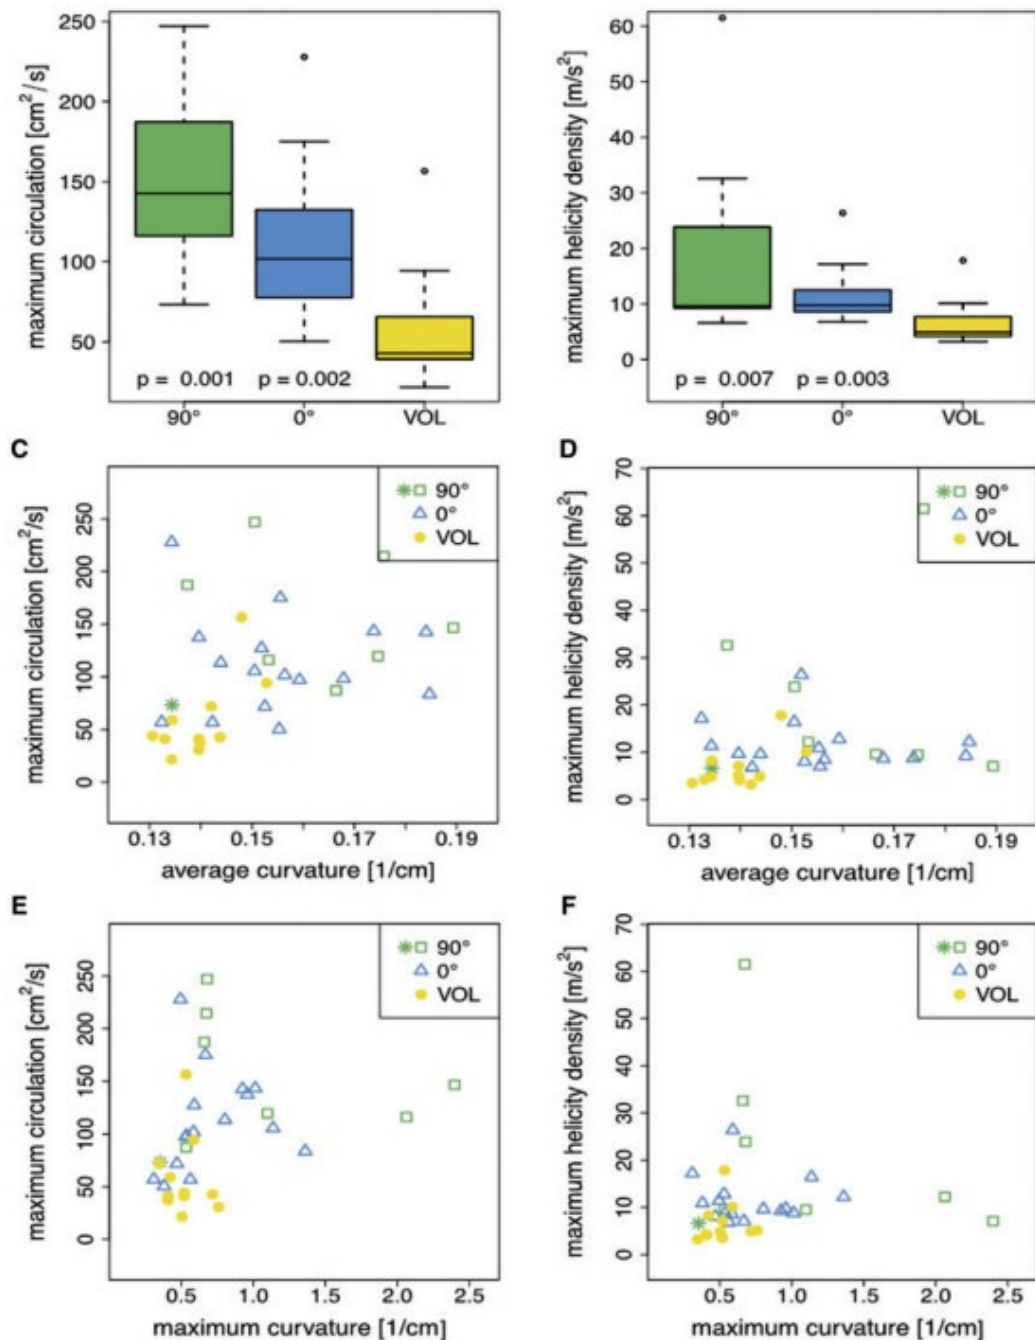 maximum circulation [cm²/s]
250
200
150
100
50
p = 0.001
p = 0.002
90°
0°
VOL
maximum helicity density [m/s²]
60
50
40
30
20
10
0
p = 0.007
p = 0.003
90°
0°
VOL
C
maximum circulation [cm²/s]
250
200
150
100
50
0
90°
0°
VOL
0.13
0.15
0.17
0.19
average curvature [1/cm]
D
maximum helicity density [m/s²]
70
60
50
40
30
20
10
0
90°
0°
VOL
0.13
0.15
0.17
0.19
average curvature [1/cm]
E
maximum circulation [cm²/s]
250
200
150
100
50
0
90°
0°
VOL
0.5
1.0
1.5
2.0
2.5
maximum curvature [1/cm]
F
maximum helicity density [m/s²]
70
60
50
40
30
20
10
0
90°
0°
VOL
0.5
1.0
1.5
2.0
2.5
maximum curvature [1/cm]